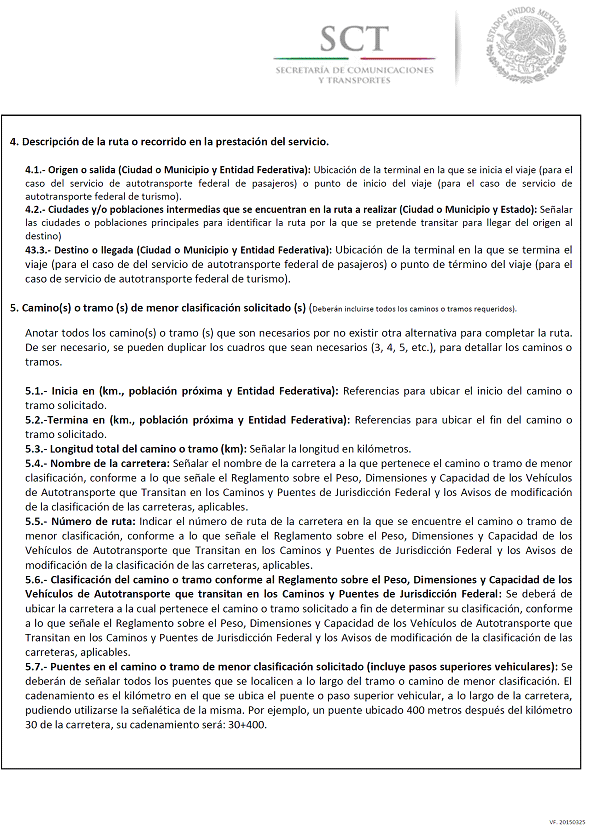 SCT
SECRETARÍA DE COMUNICACIONES
Y TRANSPORTES
ESTADOS UNIDOS MEXICANOS
4. Descripción de la ruta o recorrido en la prestación del servicio.
4.1.- Origen o salida (Ciudad o Municipio y Entidad Federativa): Ubicación de la terminal en la que se inicia el viaje (para el
caso del servicio de autotransporte federal de pasajeros) o punto de inicio del viaje (para el caso de servicio de
autotransporte federal de turismo).
4.2.- Ciudades y/o poblaciones intermedias que se encuentran en la ruta a realizar (Ciudad o Municipio y Estado): Señalar
las ciudades o poblaciones principales para identificar la ruta por la que se pretende transitar para llegar del origen al
destino)
43.3.- Destino o llegada (Ciudad o Municipio y Entidad Federativa): Ubicación de la terminal en la que se termina el
viaje (para el caso de del servicio de autotransporte federal de pasajeros) o punto de término del viaje (para el
caso de servicio de autotransporte federal de turismo).
5. Camino(s) o tramo (s) de menor clasificación solicitado (s) (Deberán incluirse todos los caminos o tramos requeridos).
Anotar todos los camino(s) o tramo (s) que son necesarios por no existir otra alternativa para completar la ruta.
De ser necesario, se pueden duplicar los cuadros que sean necesarios (3, 4, 5, etc.), para detallar los caminos o
tramos.
5.1.- Inicia en (km., población próxima y Entidad Federativa): Referencias para ubicar el inicio del camino o
tramo solicitado.
5.2.-Termina en (km., población próxima y Entidad Federativa): Referencias para ubicar el fin del camino o
tramo solicitado.
5.3.- Longitud total del camino o tramo (km): Señalar la longitud en kilómetros.
5.4.- Nombre de la carretera: Señalar el nombre de la carretera a la que pertenece el camino o tramo de menor
clasificación, conforme a lo que señale el Reglamento sobre el Peso, Dimensiones y Capacidad de los Vehículos
de Autotransporte que Transitan en los Caminos y Puentes de Jurisdicción Federal y los Avisos de modificación
de la clasificación de las carreteras, aplicables.
5.5.- Número de ruta: Indicar el número de ruta de la carretera en la que se encuentre el camino o tramo de
menor clasificación, conforme a lo que señale el Reglamento sobre el Peso, Dimensiones y Capacidad de los
Vehículos de Autotransporte que Transitan en los Caminos y Puentes de Jurisdicción Federal y los Avisos de
modificación de la clasificación de las carreteras, aplicables.
5.6.- Clasificación del camino o tramo conforme al Reglamento sobre el Peso, Dimensiones y Capacidad de los
Vehículos de Autotransporte que transitan en los Caminos y Puentes de Jurisdicción Federal: Se deberá de
ubicar la carretera a la cual pertenece el camino o tramo solicitado a fin de determinar su clasificación, conforme
a lo que señale el Reglamento sobre el Peso, Dimensiones y Capacidad de los Vehículos de Autotransporte que
Transitan en los Caminos y Puentes de Jurisdicción Federal y los Avisos de modificación de la clasificación de las
carreteras, aplicables.
5.7.- Puentes en el camino o tramo de menor clasificación solicitado (incluye pasos superiores vehiculares): Se
deberán de señalar todos los puentes que se localicen a lo largo del tramo o camino de menor clasificación. El
cadenamiento es el kilómetro en el que se ubica el puente o paso superior vehicular, a lo largo de la carretera,
pudiendo utilizarse la señalética de la misma. Por ejemplo, un puente ubicado 400 metros después del kilómetro
30 de la carretera, su cadenamiento será: 30+400.
VF. 20150325